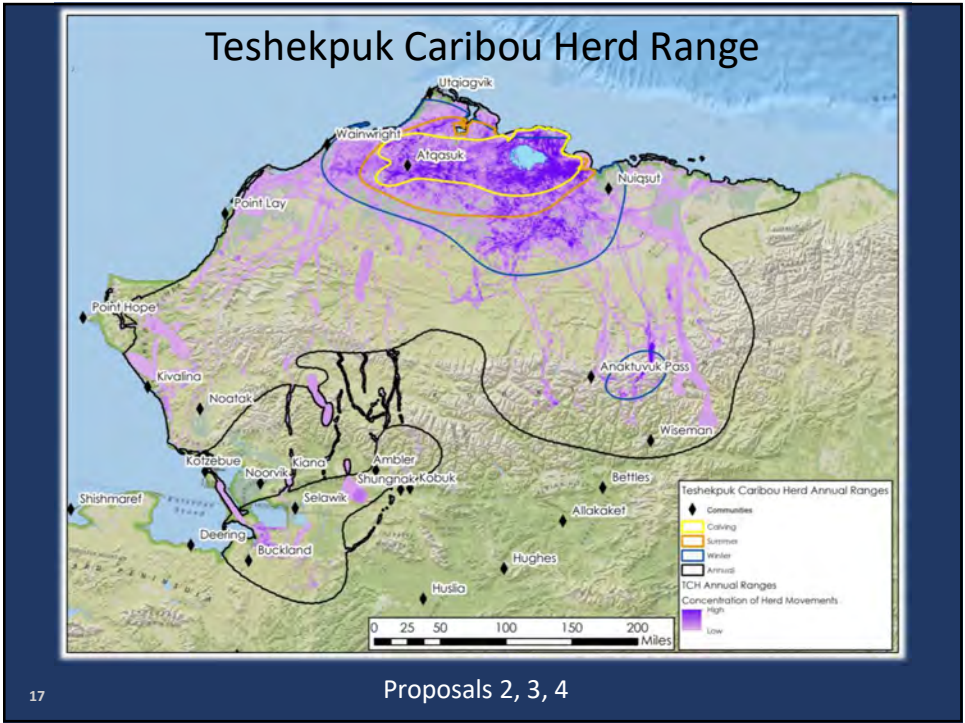 Teshekpuk Caribou Herd Range
Utqiagvik
Wainwright
Atqasuk
Nuiqsut
Point Lay
Point Hope
Anaktuvuk Pass
Kivalina
Noatak
Wiseman
Kotzebue
Kiana
Ambler
Noorvik
Shungnak Kobuk
Bettles
Selawik
Shishmaref
Allakaket
Deering
Buckland
Hughes
Huslia
Teshekpuk Caribou Herd Annual Ranges
Communities
Calving
Summer
Winter
Annual
TCH Annual Ranges
Concentration of Herd Movements
High
Low
0 25 50 100 150 200
Miles
17
Proposals 2, 3, 4